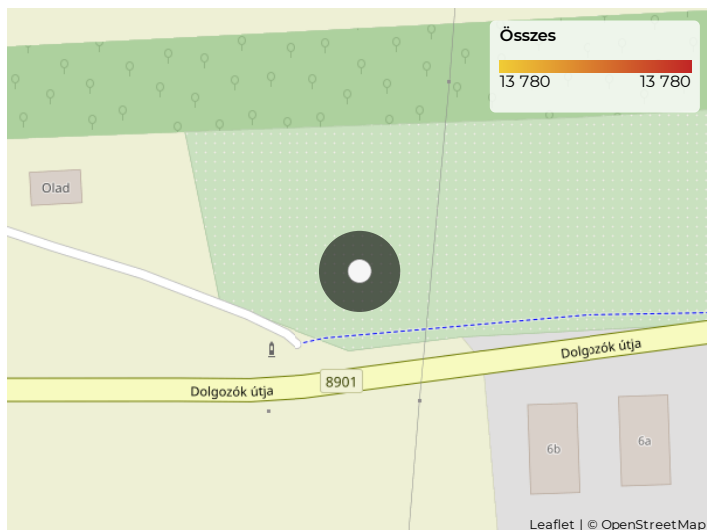 Összes
13 780 13 780
Olad
Dolgozók útja
8901
Dolgozók útja
6b
6a
Leaflet | © OpenStreetMap